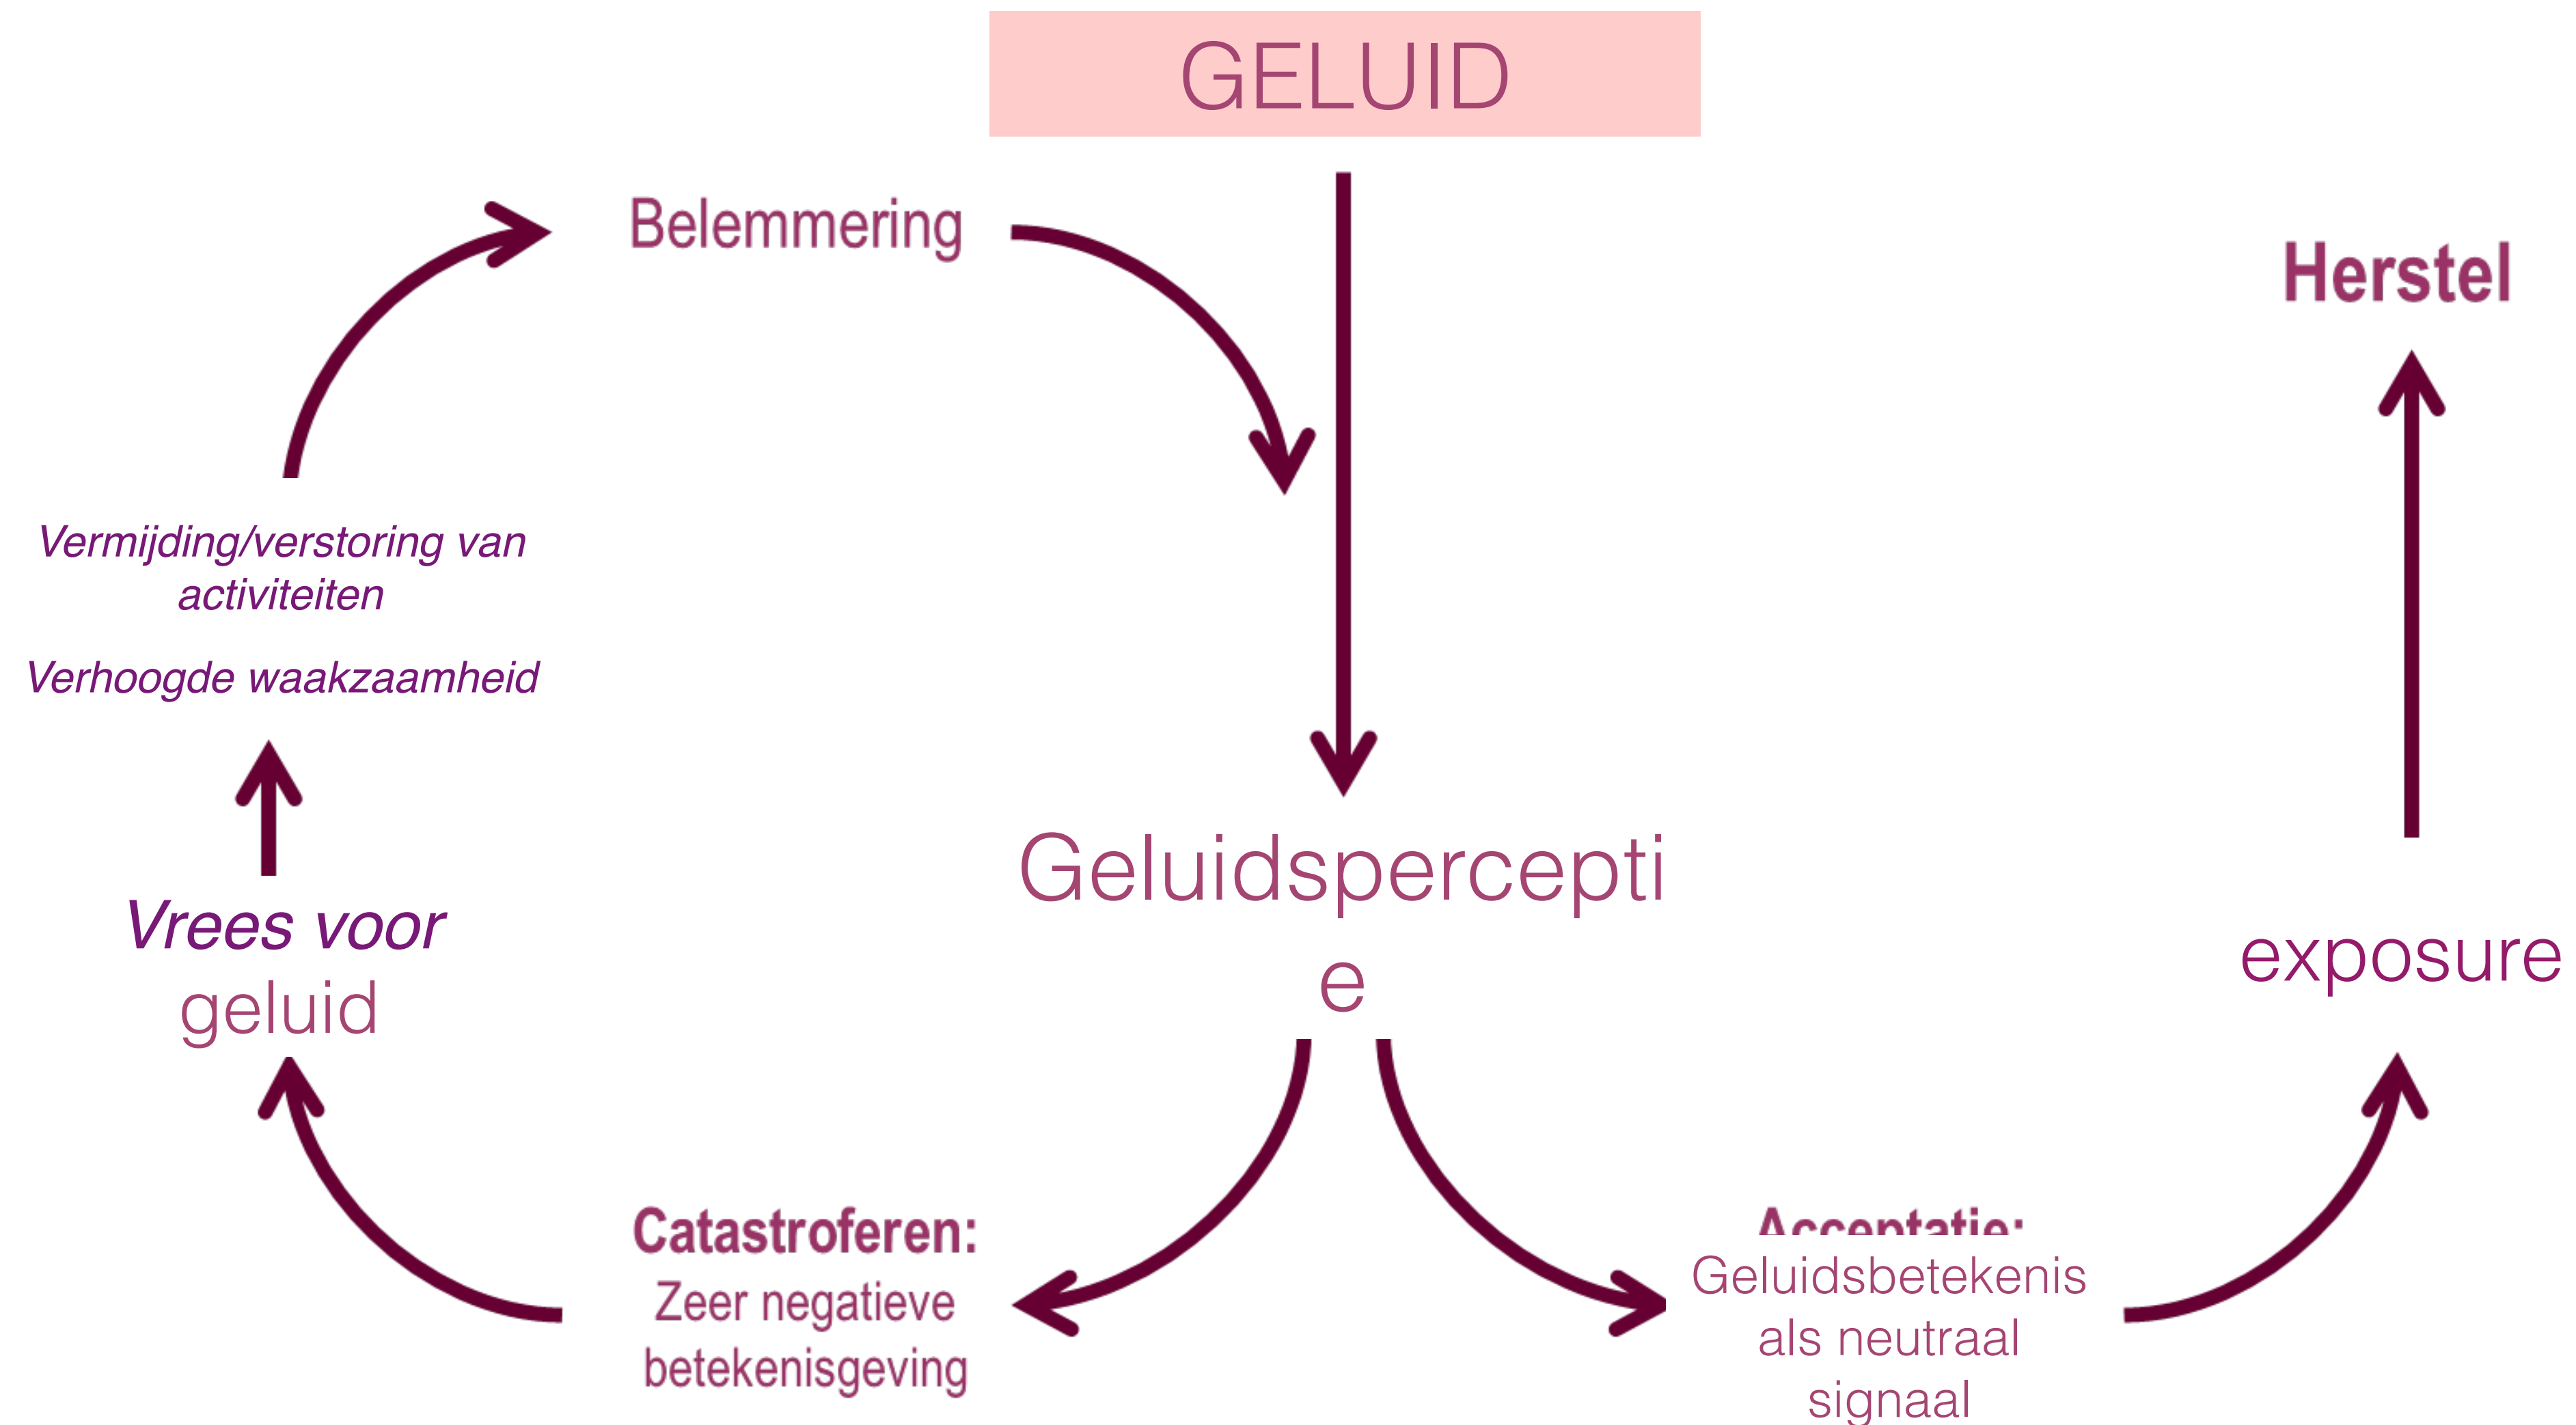 GELUID
Belemmering
Herstel
Vermijding/verstoring van
activiteiten
Verhoogde waakzaamheid
Geluidspercepti
e
Vrees voor
geluid
exposure
Catastroferen:
Zeer negatieve
betekenisgeving
Acceptatie:
Geluidsbetekenis
als neutraal
signaal